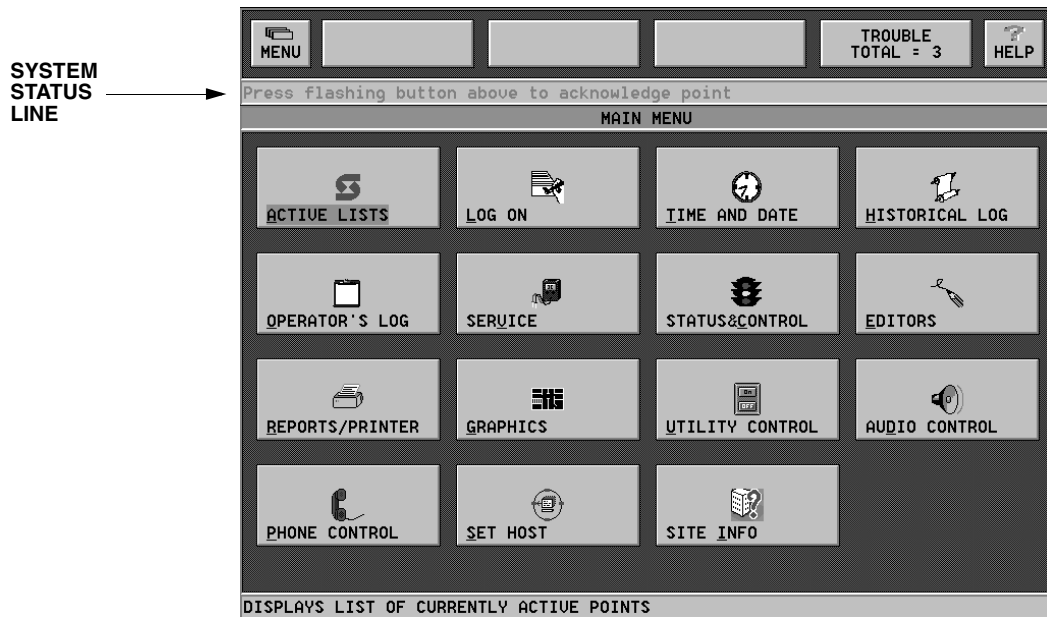 MENU
TROUBLE
TOTAL = 3
HELP
SYSTEM
STATUS
LINE
Press flashing button above to acknowledge point
MAIN MENU
ACTIVE LISTS
LOG ON
TIME AND DATE
HISTORICAL LOG
OPERATOR'S LOG
SERVICE
STATUS&CONTROL
EDITORS
REPORTS/PRINTER
GRAPHICS
UTILITY CONTROL
AUDIO CONTROL
PHONE CONTROL
SET HOST
SITE INFO
DISPLAYS LIST OF CURRENTLY ACTIVE POINTS